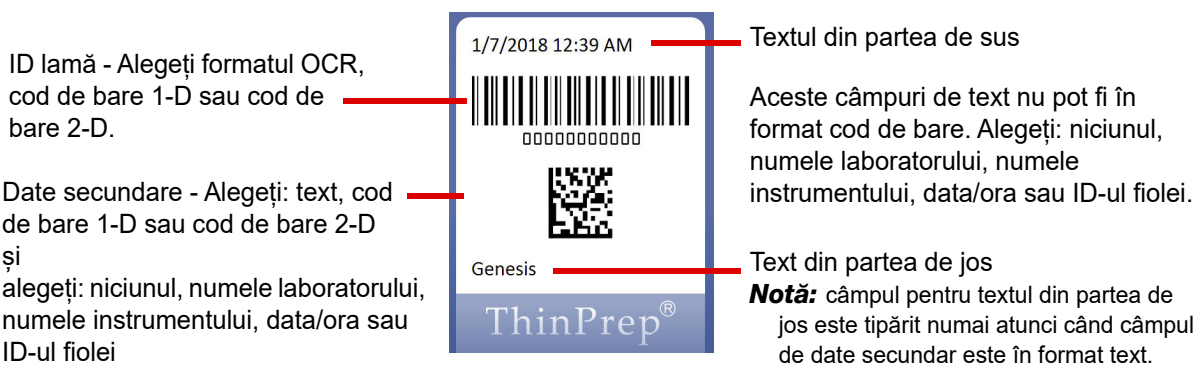 ID lamă - Alegeți formatul OCR,
cod de bare 1-D sau cod de
bare 2-D.
Date secundare - Alegeți: text, cod
de bare 1-D sau cod de bare 2-D
și
alegeți: niciunul, numele laboratorului,
numele instrumentului, data/ora sau
ID-ul fiolei
1/7/2018 12:39 AM
00000000000
Genesis
ThinPrep®
Textul din partea de sus
Aceste câmpuri de text nu pot fi în
format cod de bare. Alegeți: niciunul,
numele laboratorului, numele
instrumentului, data/ora sau ID-ul fiolei.
Text din partea de jos
Notă: câmpul pentru textul din partea de
jos este tipărit numai atunci când câmpul
de date secundar este în format text.